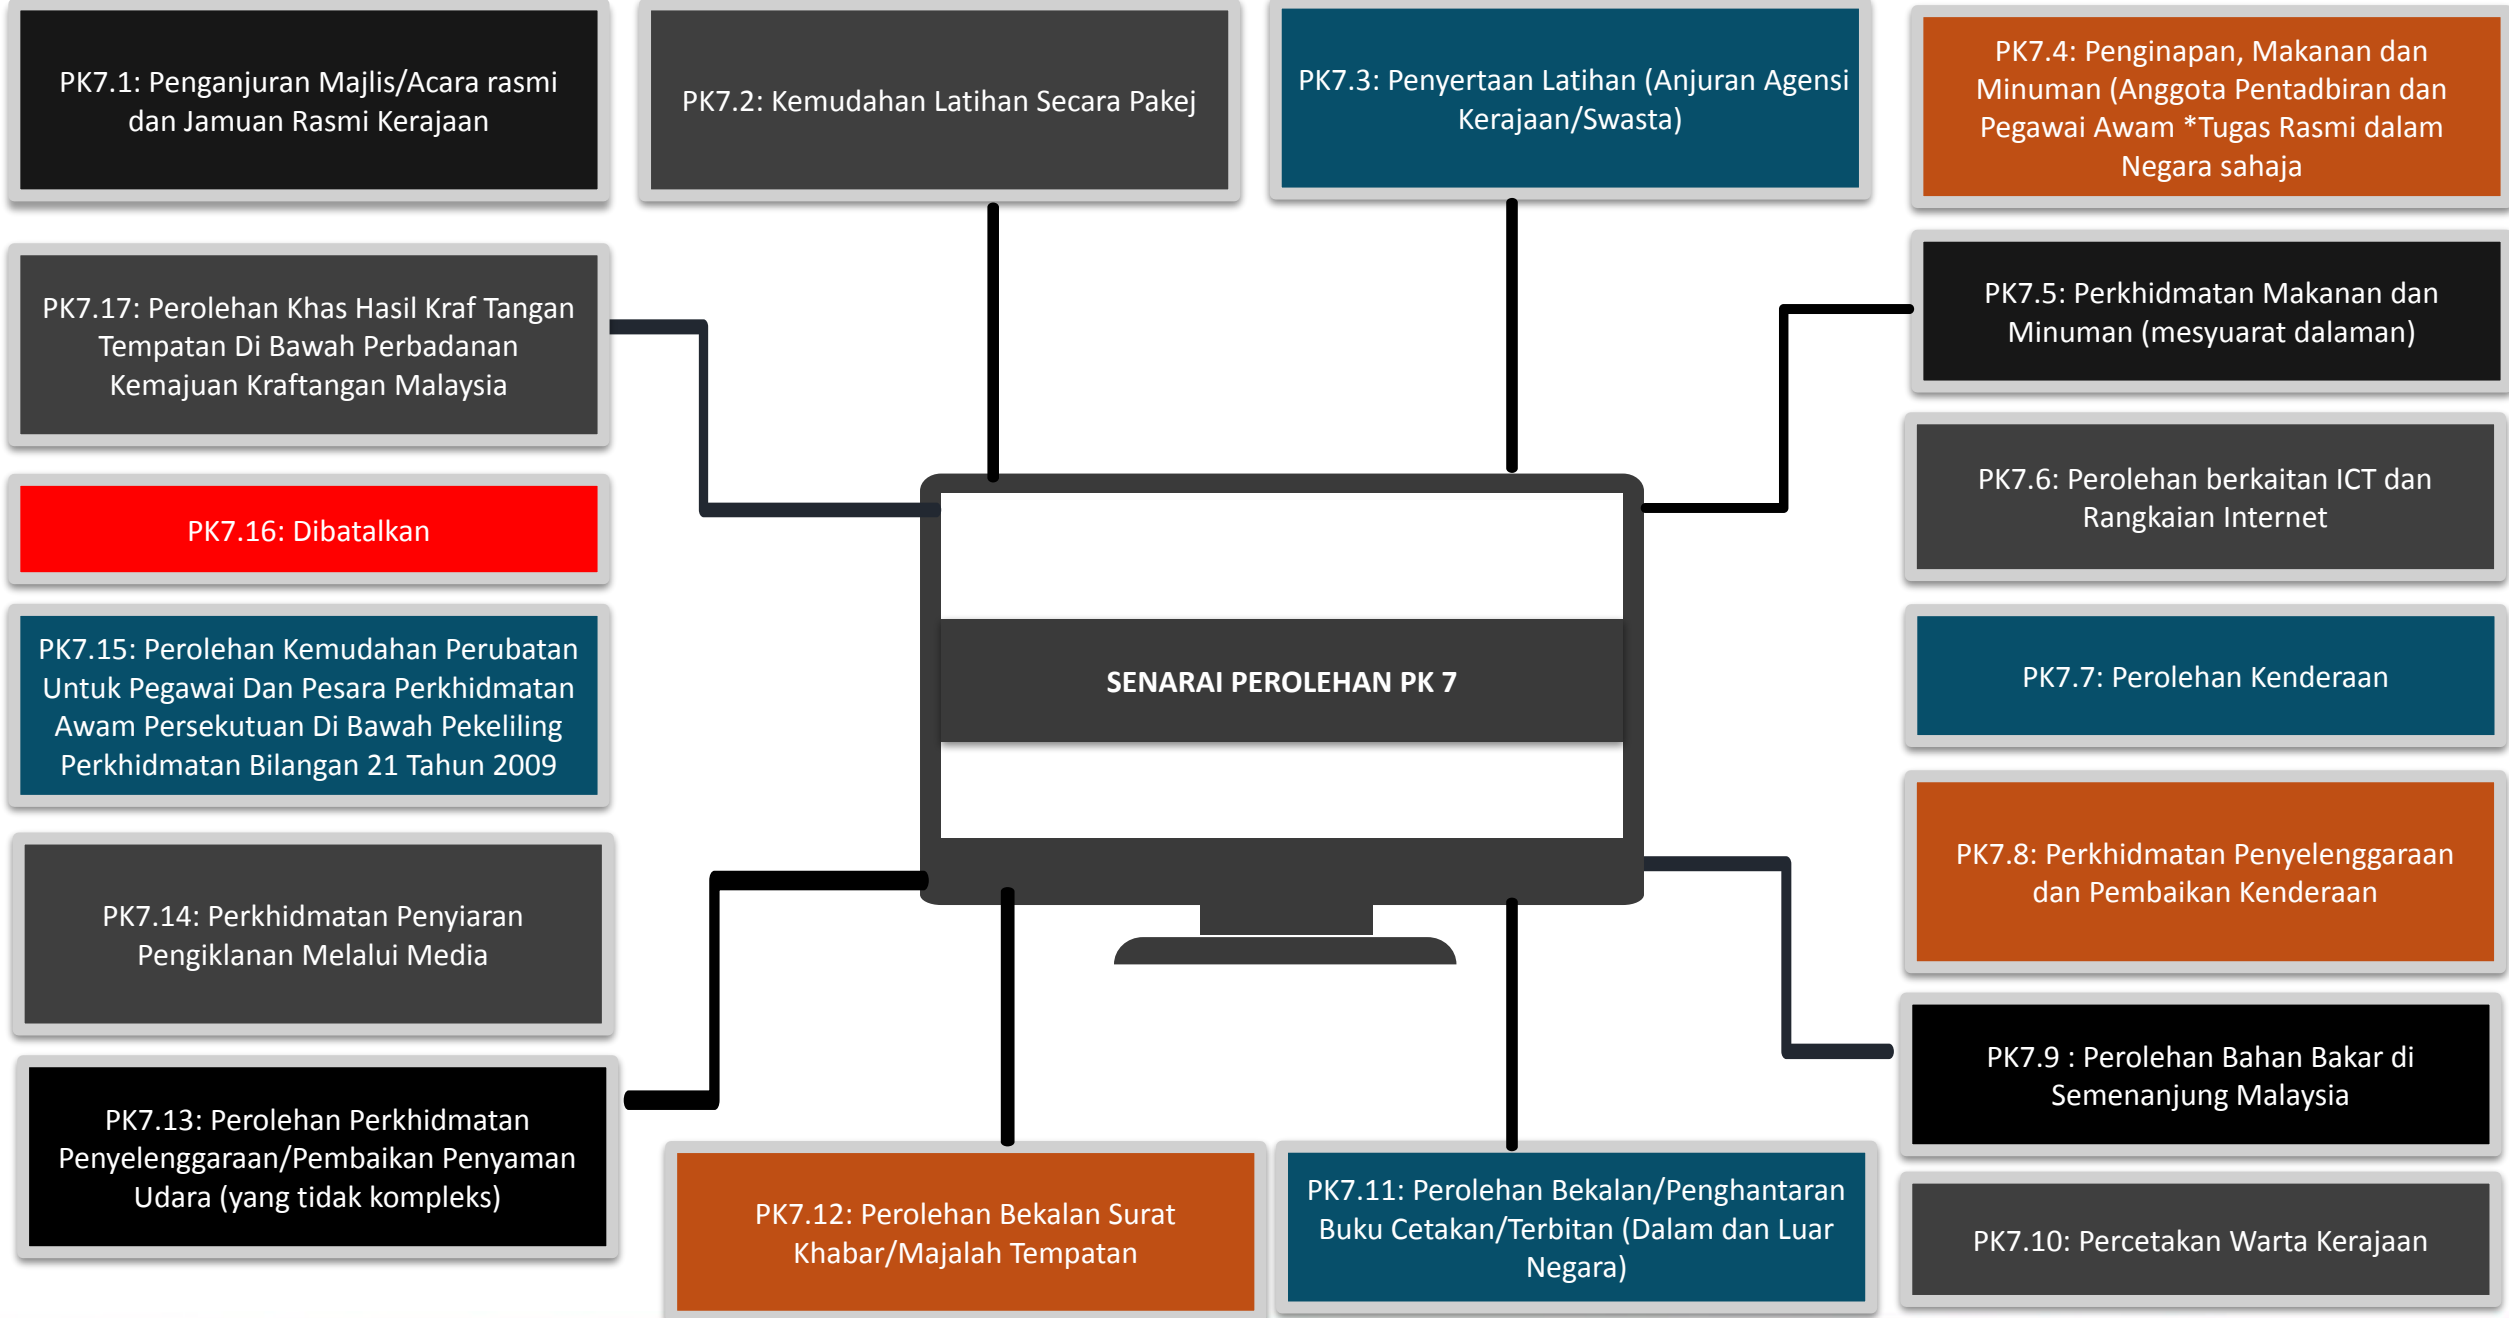 PK7.1: Penganjuran Majlis/Acara rasmi
dan Jamuan Rasmi Kerajaan
PK7.2: Kemudahan Latihan Secara Pakej
PK7.3: Penyertaan Latihan (Anjuran Agensi
Kerajaan/Swasta)
PK7.4: Penginapan, Makanan dan
Minuman (Anggota Pentadbiran dan
Pegawai Awam *Tugas Rasmi dalam
Negara sahaja
PK7.17: Perolehan Khas Hasil Kraf Tangan
Tempatan Di Bawah Perbadanan
Kemajuan Kraftangan Malaysia
PK7.5: Perkhidmatan Makanan dan
Minuman (mesyuarat dalaman)
PK7.16: Dibatalkan
PK7.6: Perolehan berkaitan ICT dan
Rangkaian Internet
PK7.15: Perolehan Kemudahan Perubatan
Untuk Pegawai Dan Pesara Perkhidmatan
Awam Persekutuan Di Bawah Pekeliling
Perkhidmatan Bilangan 21 Tahun 2009
SENARAI PEROLEHAN PK 7
PK7.7: Perolehan Kenderaan
PK7.14: Perkhidmatan Penyiaran
Pengiklanan Melalui Media
PK7.8: Perkhidmatan Penyelenggaraan
dan Pembaikan Kenderaan
PK7.13: Perolehan Perkhidmatan
Penyelenggaraan/Pembaikan Penyaman
Udara (yang tidak kompleks)
PK7.9 : Perolehan Bahan Bakar di
Semenanjung Malaysia
PK7.12: Perolehan Bekalan Surat
Khabar/Majalah Tempatan
PK7.11: Perolehan Bekalan/Penghantaran
Buku Cetakan/Terbitan (Dalam dan Luar
Negara)
PK7.10: Percetakan Warta Kerajaan